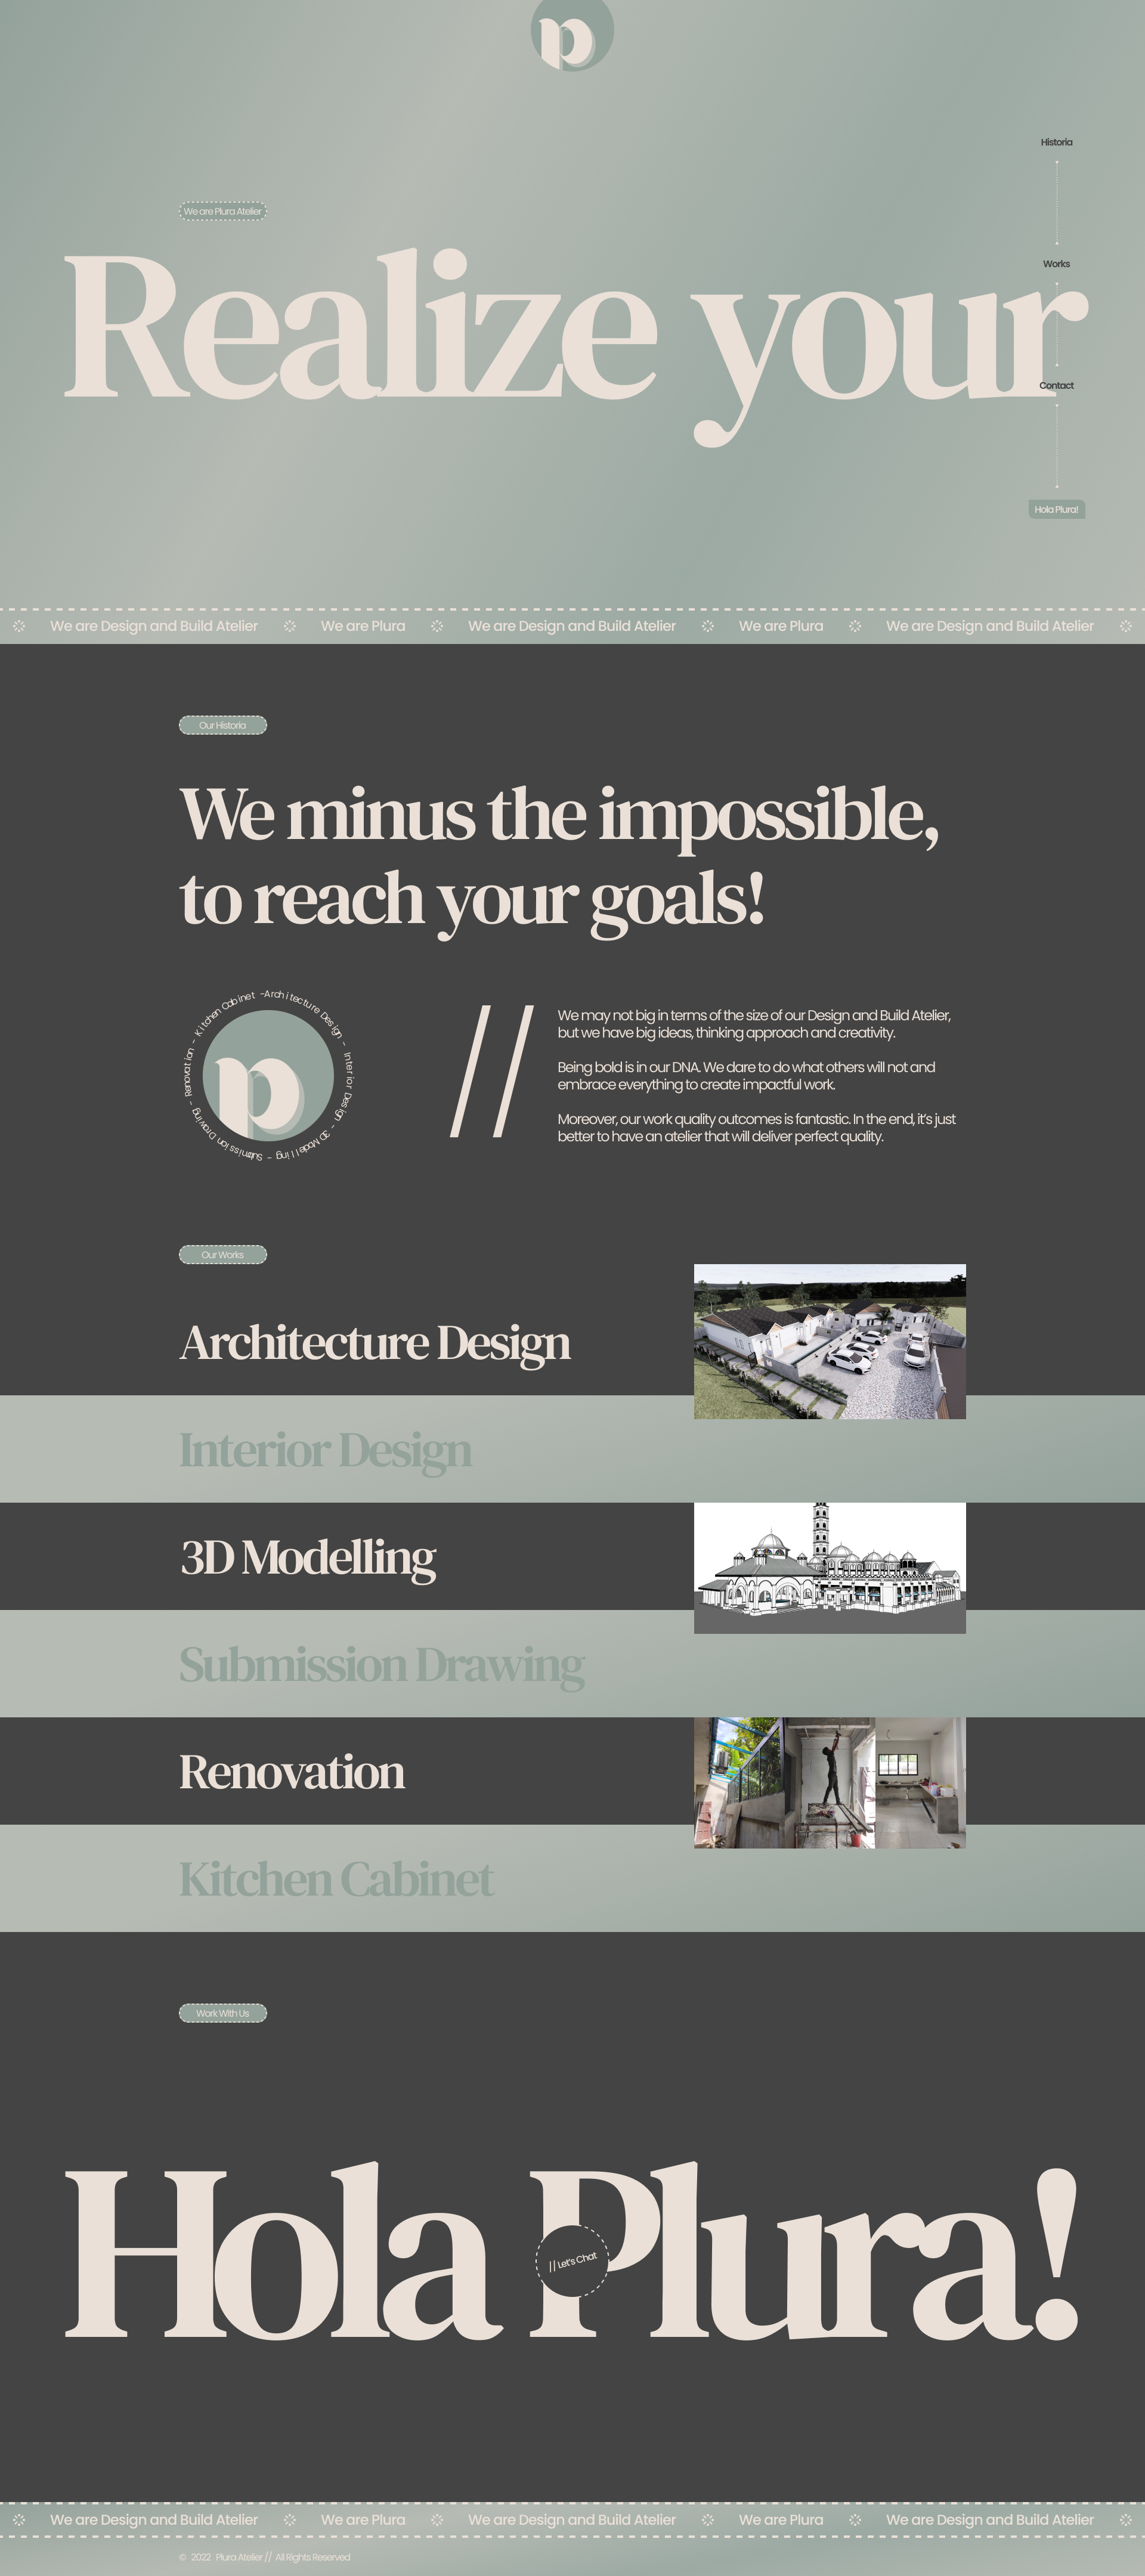 p
Historia
We are Plura Atelier
Works
Realize your
Contact
Hola Plura!
We are Design and Build Atelier We are Plura We are Design and Build Atelier We are Plura We are Design and Build Atelier
Our Historia
We minus the impossible,
to reach your goals!
Architecture Design - Interior Design - 3D Modelling - Submission Drawing - Renovation - Kitchen Cabinet -
p
//
We may not big in terms of the size of our Design and Build Atelier,
but we have big ideas, thinking approach and creativity.
Being bold is in our DNA. We dare to do what others will not and
embrace everything to create impactful work.
Moreover, our work quality outcomes is fantastic. In the end, it's just
better to have an atelier that will deliver perfect quality.
Our Works
Architecture Design
Interior Design
3D Modelling
Submission Drawing
Renovation
Kitchen Cabinet
Work With Us
Hola Plura!
// Let's Chat
We are Design and Build Atelier We are Plura We are Design and Build Atelier We are Plura We are Design and Build Atelier
© 2022 Plura Atelier // All Rights Reserved